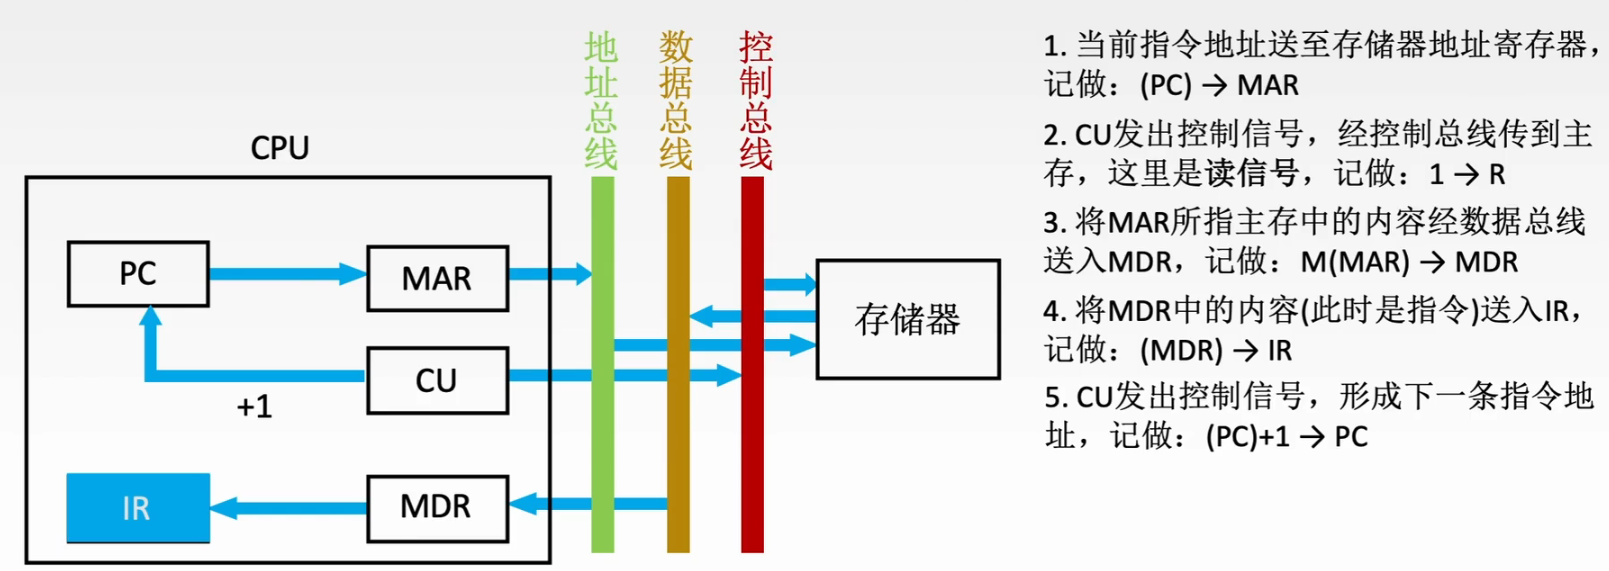 地址总线
数据总线
控制总线
CPU
PC
MAR
CU
+1
IR
MDR
存储器
1. 当前指令地址送至存储器地址寄存器，
记做：(PC) → MAR
2. CU发出控制信号，经控制总线传到主
存，这里是读信号，记做：1 → R
3. 将MAR所指主存中的内容经数据总线
送入MDR，记做：M(MAR) → MDR
4. 将MDR中的内容(此时是指令)送入IR，
记做：(MDR) → IR
5. CU发出控制信号，形成下一条指令地
址，记做：(PC)+1 → PC